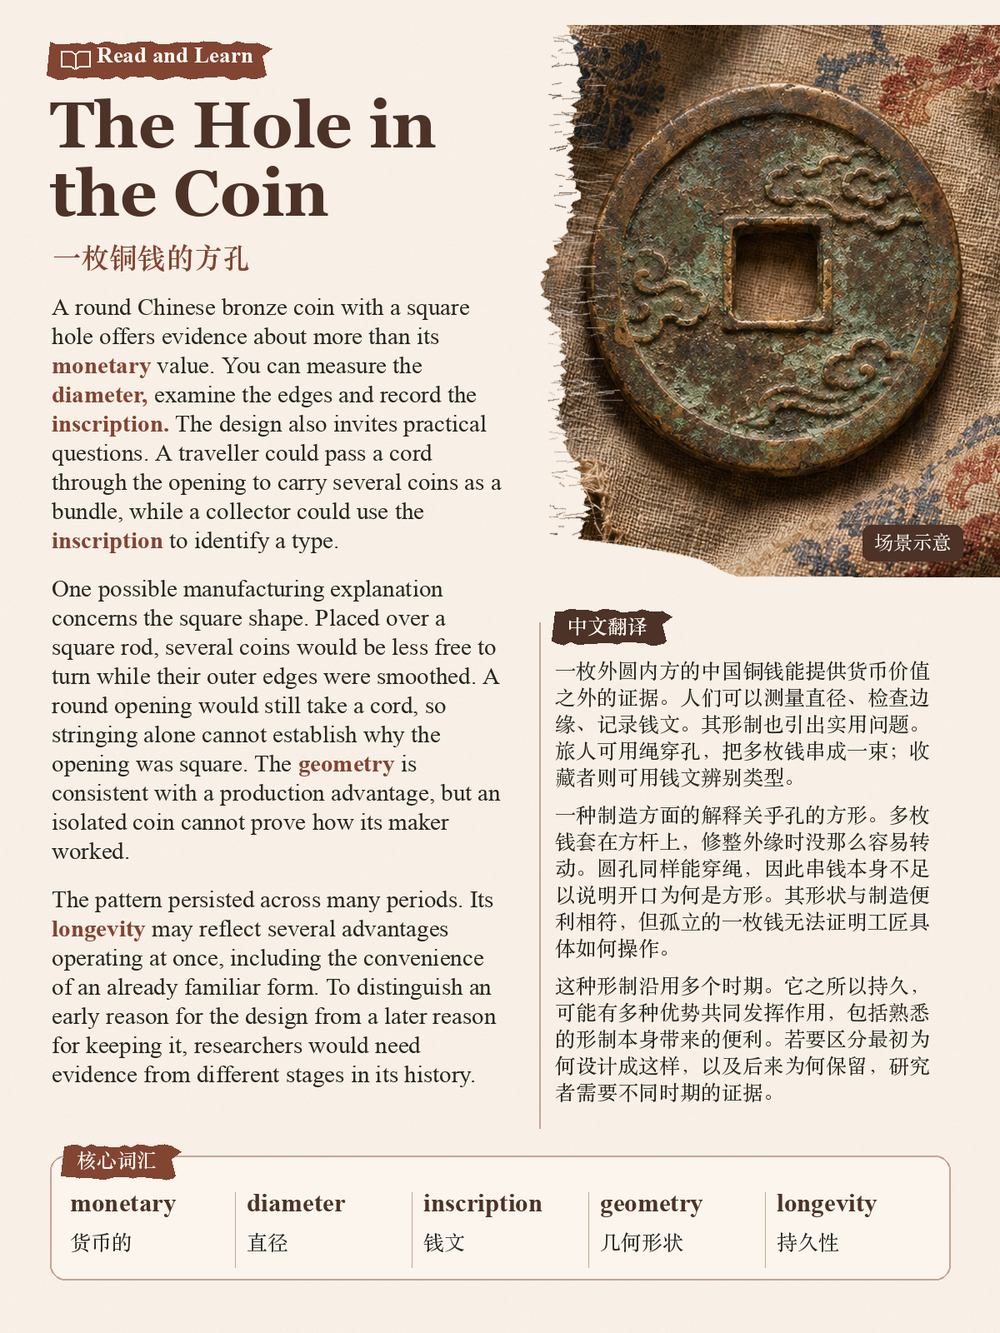 Read and Learn
The Hole in
the Coin
一枚铜钱的方孔
A round Chinese bronze coin with a square
hole offers evidence about more than its
monetary value. You can measure the
diameter, examine the edges and record the
inscription. The design also invites practical
questions. A traveller could pass a cord
through the opening to carry several coins as a
bundle, while a collector could use the
inscription to identify a type.
One possible manufacturing explanation
concerns the square shape. Placed over a
square rod, several coins would be less free to
turn while their outer edges were smoothed. A
round opening would still take a cord, so
stringing alone cannot establish why the
opening was square. The geometry is
consistent with a production advantage, but an
isolated coin cannot prove how its maker
worked.
The pattern persisted across many periods. Its
longevity may reflect several advantages
operating at once, including the convenience
of an already familiar form. To distinguish an
early reason for the design from a later reason
for keeping it, researchers would need
evidence from different stages in its history.
场景示意
中文翻译
一枚外圆内方的中国铜钱能提供货币价值
之外的证据。人们可以测量直径、检查边
缘、记录钱文。其形制也引出实用问题。
旅人可用绳穿孔，把多枚钱串成一束；收
藏者则可用钱文辨别类型。
一种制造方面的解释关乎孔的方形。多枚
钱套在方杆上，修整外缘时没那么容易转
动。圆孔同样能穿绳，因此串钱本身不足
以说明开口为何是方形。其形状与制造便
利相符，但孤立的一枚钱无法证明工匠具
体如何操作。
这种形制沿用多个时期。它之所以持久，
可能有多种优势共同发挥作用，包括熟悉
的形制本身带来的便利。若要区分最初为
何设计成这样，以及后来为何保留，研究
者需要不同时期的证据。
核心词汇
monetary
货币的
diameter
直径
inscription
钱文
geometry
几何形状
longevity
持久性